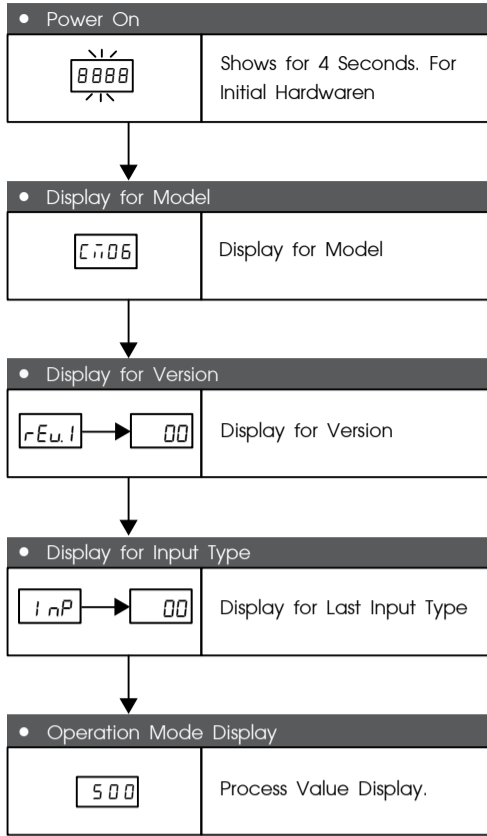 ● Power On
8888
Shows for 4 Seconds. For
Initial Hardwaren
● Display for Model
Cm06
Display for Model
● Display for Version
rEv.1
00
Display for Version
● Display for Input Type
InP
00
Display for Last Input Type
● Operation Mode Display
500
Process Value Display.